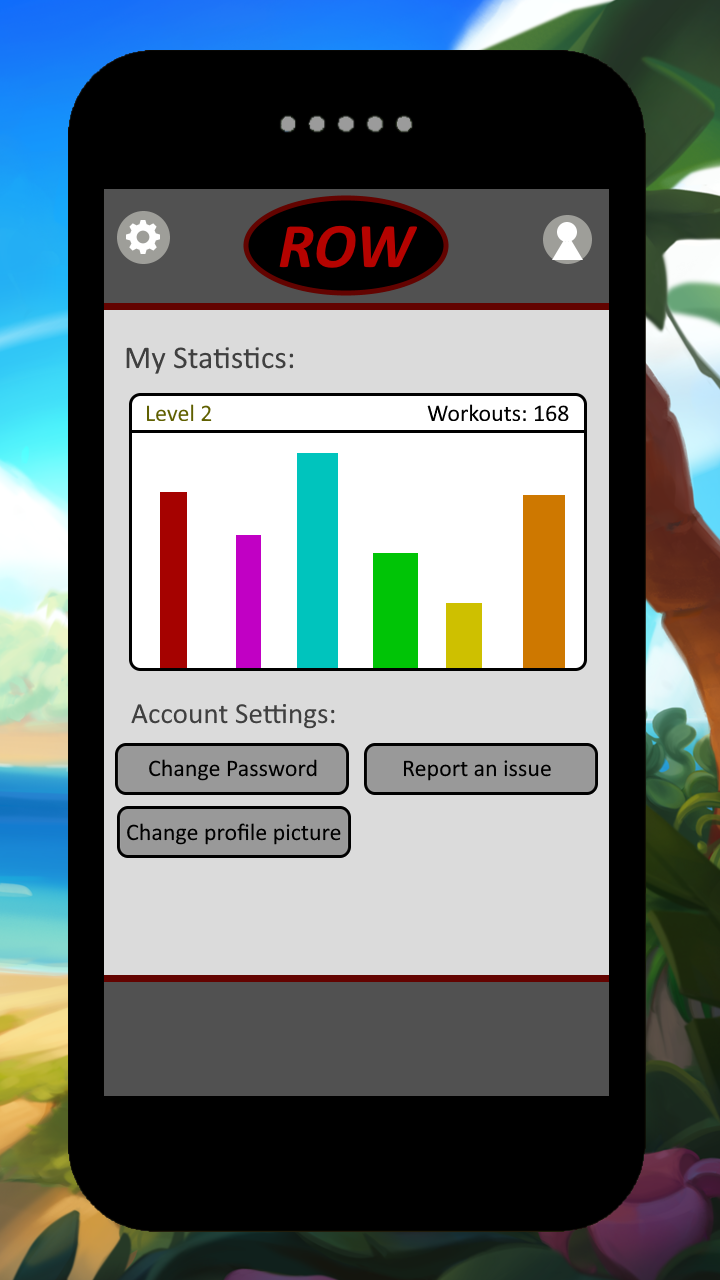 ROW
My Statistics:
Level 2 Workouts: 168
Account Settings:
Change Password Report an issue
Change profile picture